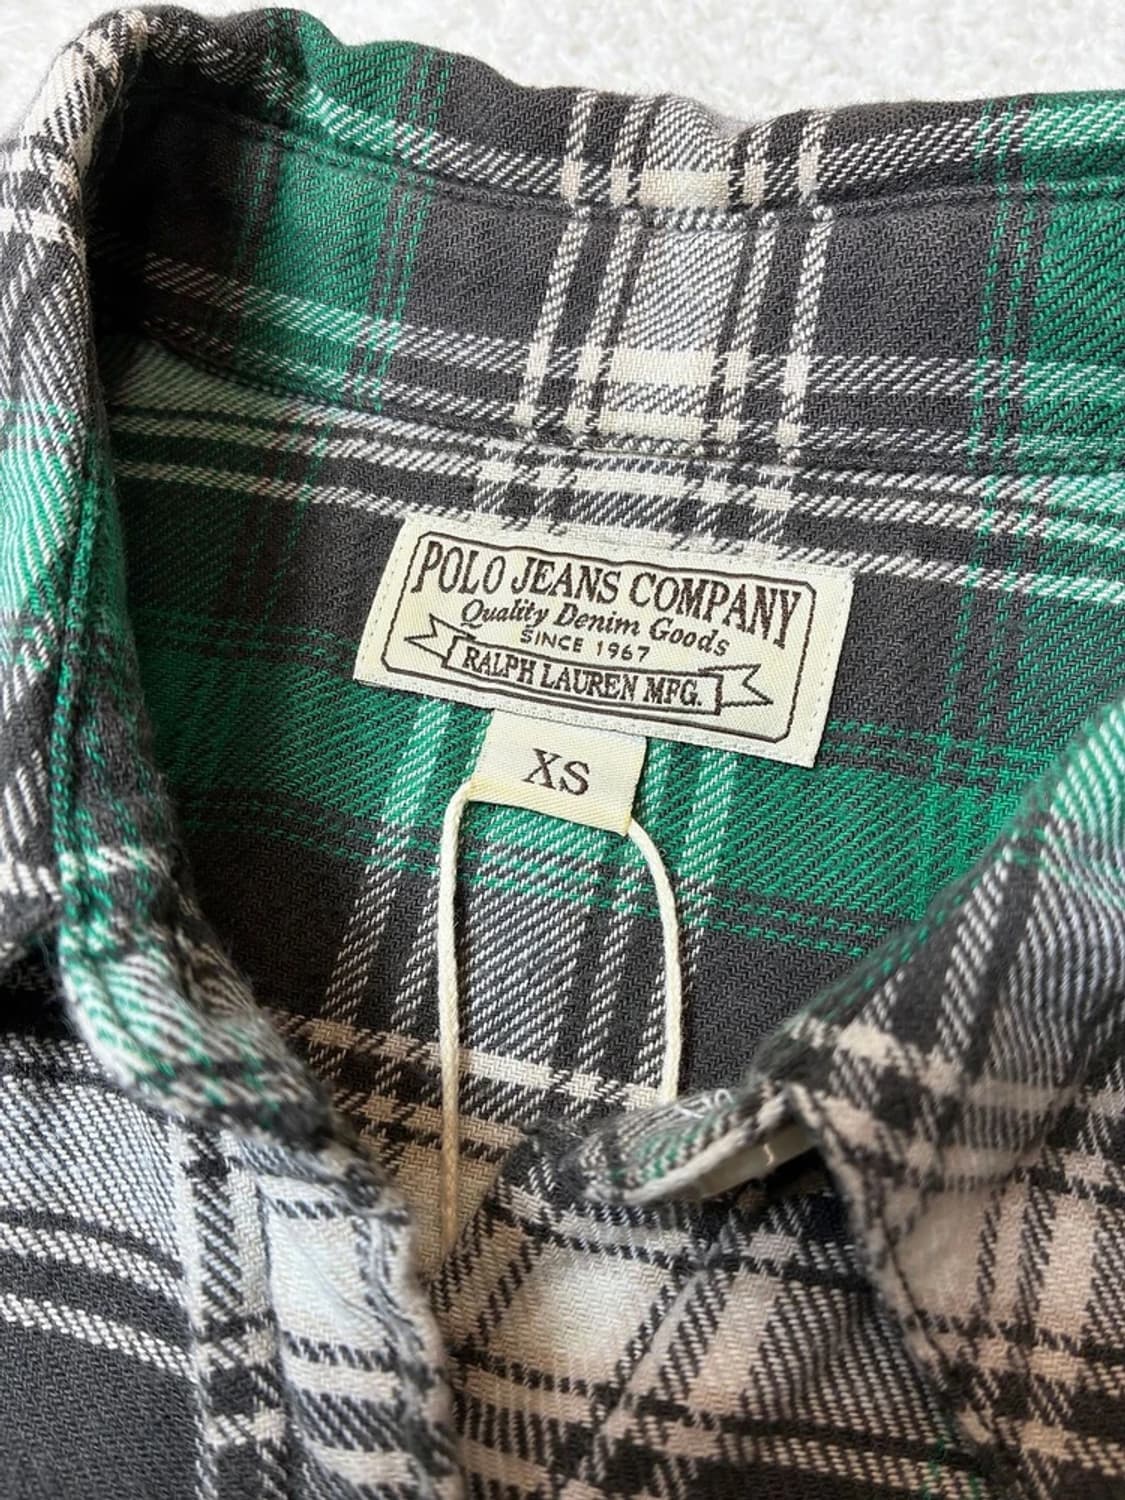 POLO JEANS COMPANY
Quality Denim Goods
SINCE 1967
RALPH LAUREN MFG.
XS